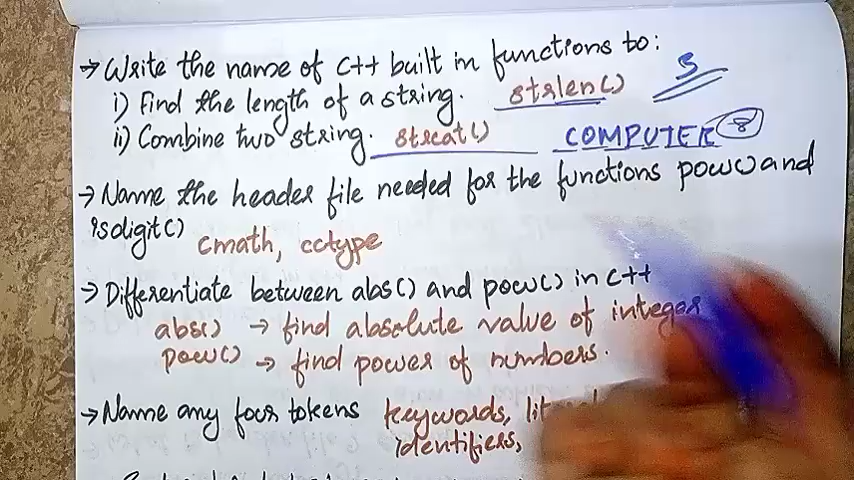 → Write the name of C++ built in functions to:
i) Find the length of a string. strlen() 5
ii) Combine two string. strcat() COMPUTER 8
→ Name the header file needed for the functions pow() and
isdigit() cmath, cctype
→ Differentiate between abs() and pow() in C++
abs() → find absolute value of integer
pow() → find power of numbers.
→ Name any four tokens keywords,
identifiers,